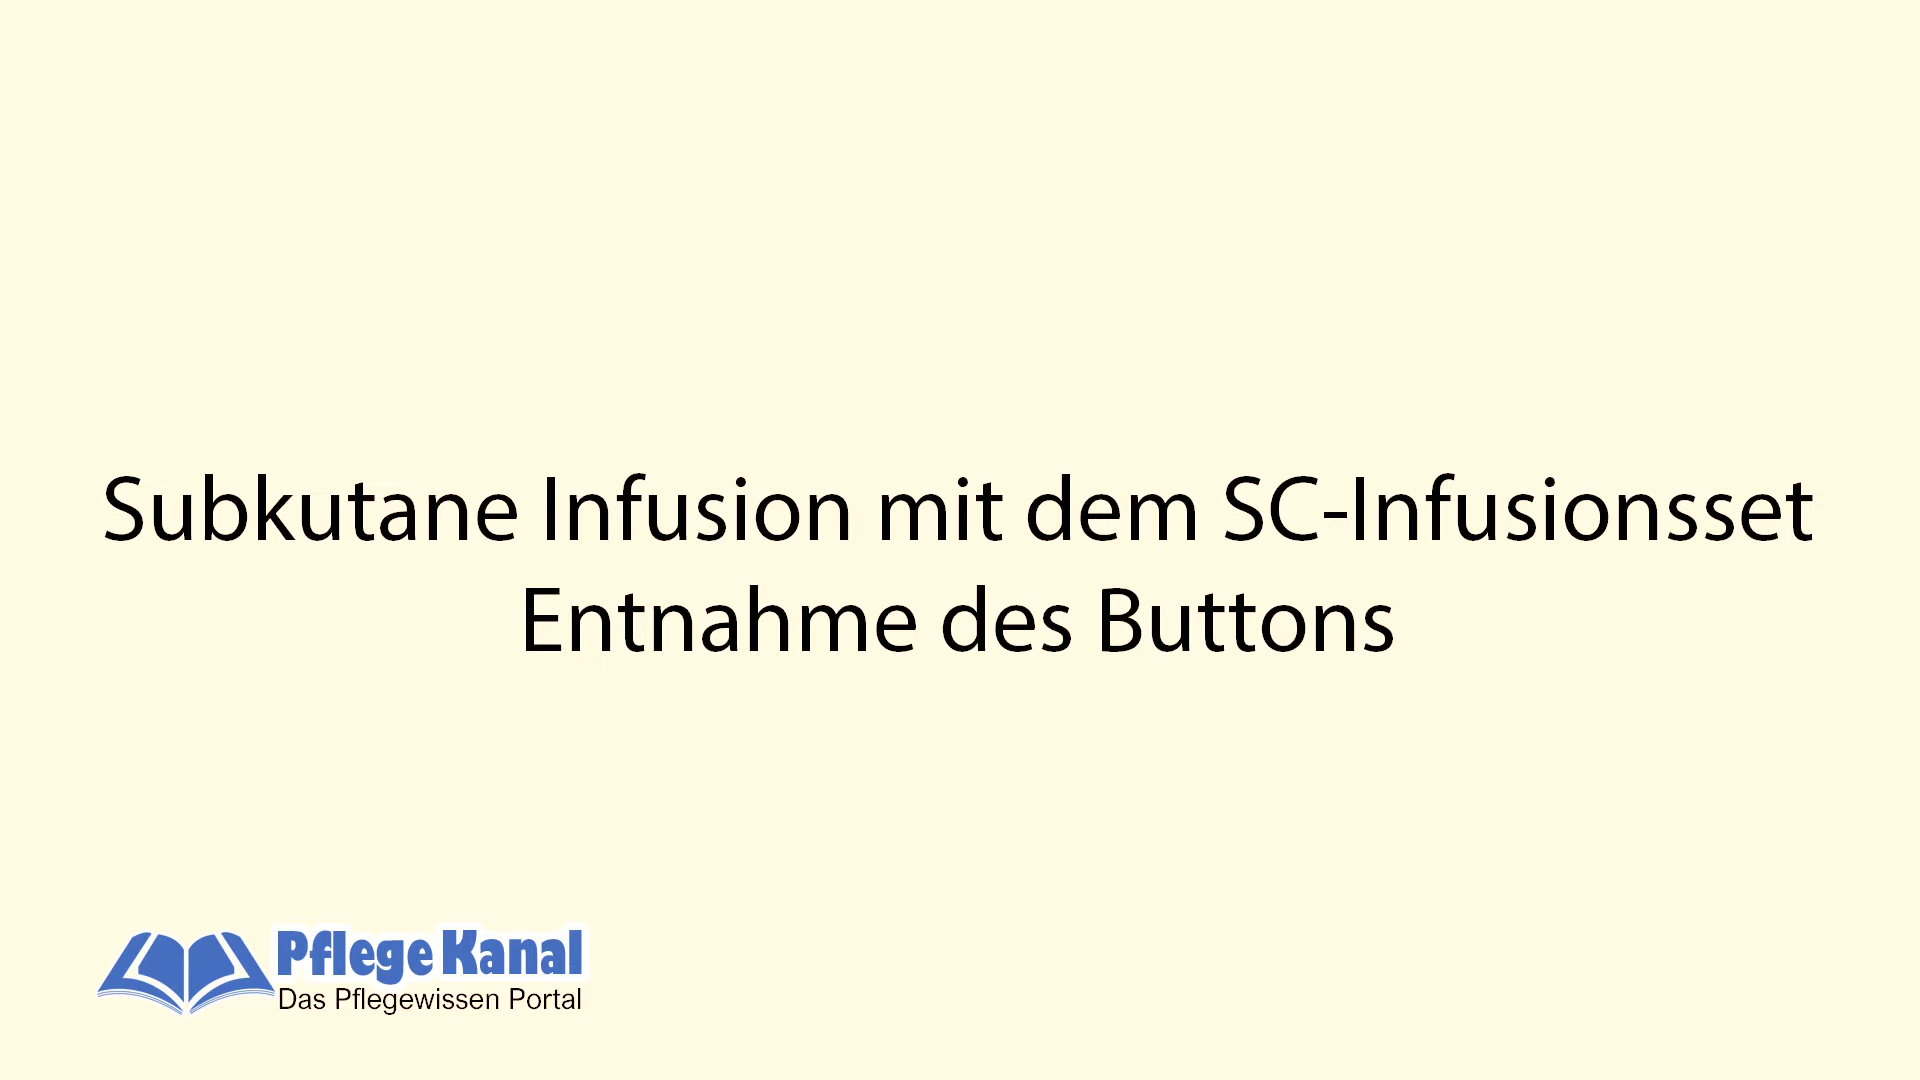 Subkutane Infusion mit dem SC-Infusionsset
Entnahme des Buttons
Pflege Kanal
Das Pflegewissen Portal